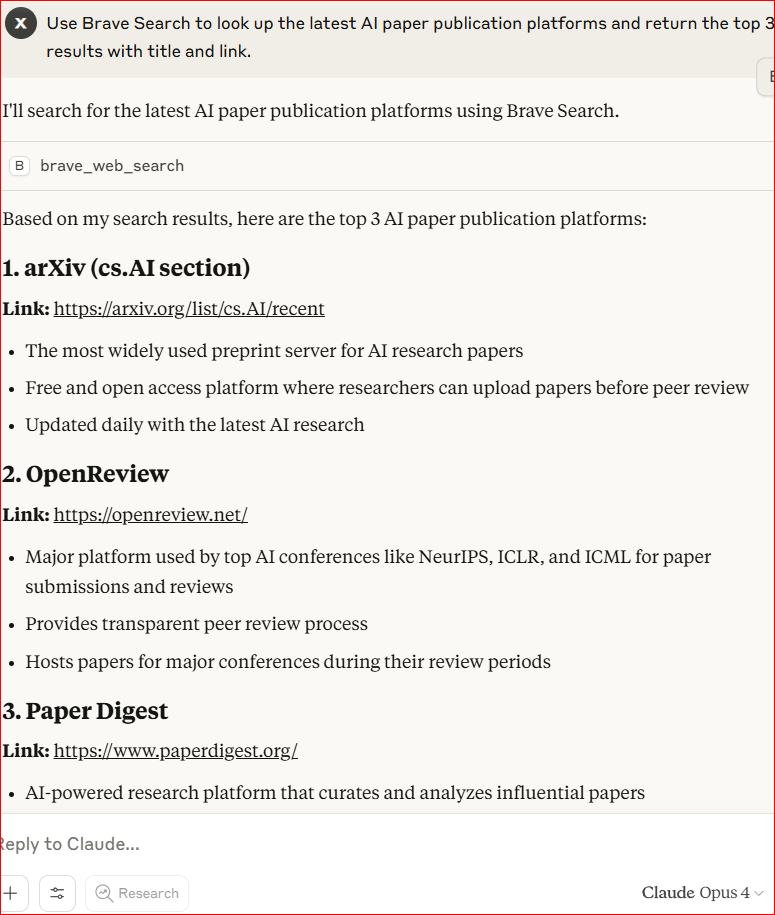 X
Use Brave Search to look up the latest AI paper publication platforms and return the top 3
results with title and link.
E
I'll search for the latest AI paper publication platforms using Brave Search.
B brave_web_search
Based on my search results, here are the top 3 AI paper publication platforms:
1. arXiv (cs.AI section)
Link: https://arxiv.org/list/cs.AI/recent
• The most widely used preprint server for AI research papers
• Free and open access platform where researchers can upload papers before peer review
• Updated daily with the latest AI research
2. OpenReview
Link: https://openreview.net/
• Major platform used by top AI conferences like NeurIPS, ICLR, and ICML for paper
submissions and reviews
• Provides transparent peer review process
• Hosts papers for major conferences during their review periods
3. Paper Digest
Link: https://www.paperdigest.org/
• AI-powered research platform that curates and analyzes influential papers
Reply to Claude...
Research
Claude Opus 4